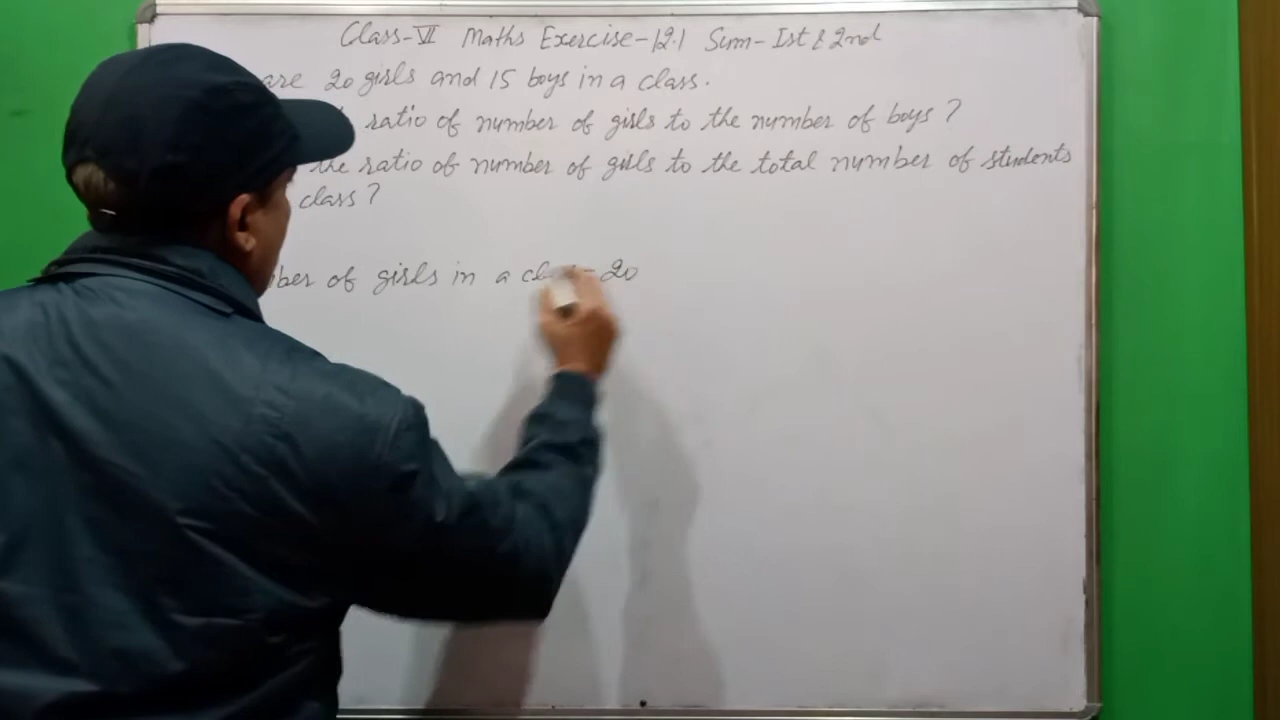 Class-VI Maths Exercise-12.1 Sum-Ist & 2nd
are 20 girls and 15 boys in a class.
ratio of number of girls to the number of boys ?
the ratio of number of girls to the total number of students
class ?
ber of girls in a 20